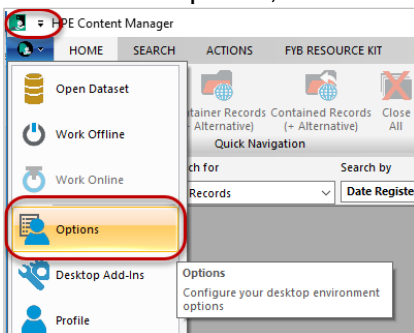 HPE Content Manager
HOME SEARCH ACTIONS FYB RESOURCE KIT
Open Dataset
Work Offline
Work Online
Options
Desktop Add-Ins
Profile
tainer Records Contained Records Close
Alternative) (+ Alternative) All
Quick Navigation
ch for Search by
Records Date Registe
Options
Configure your desktop environment
options